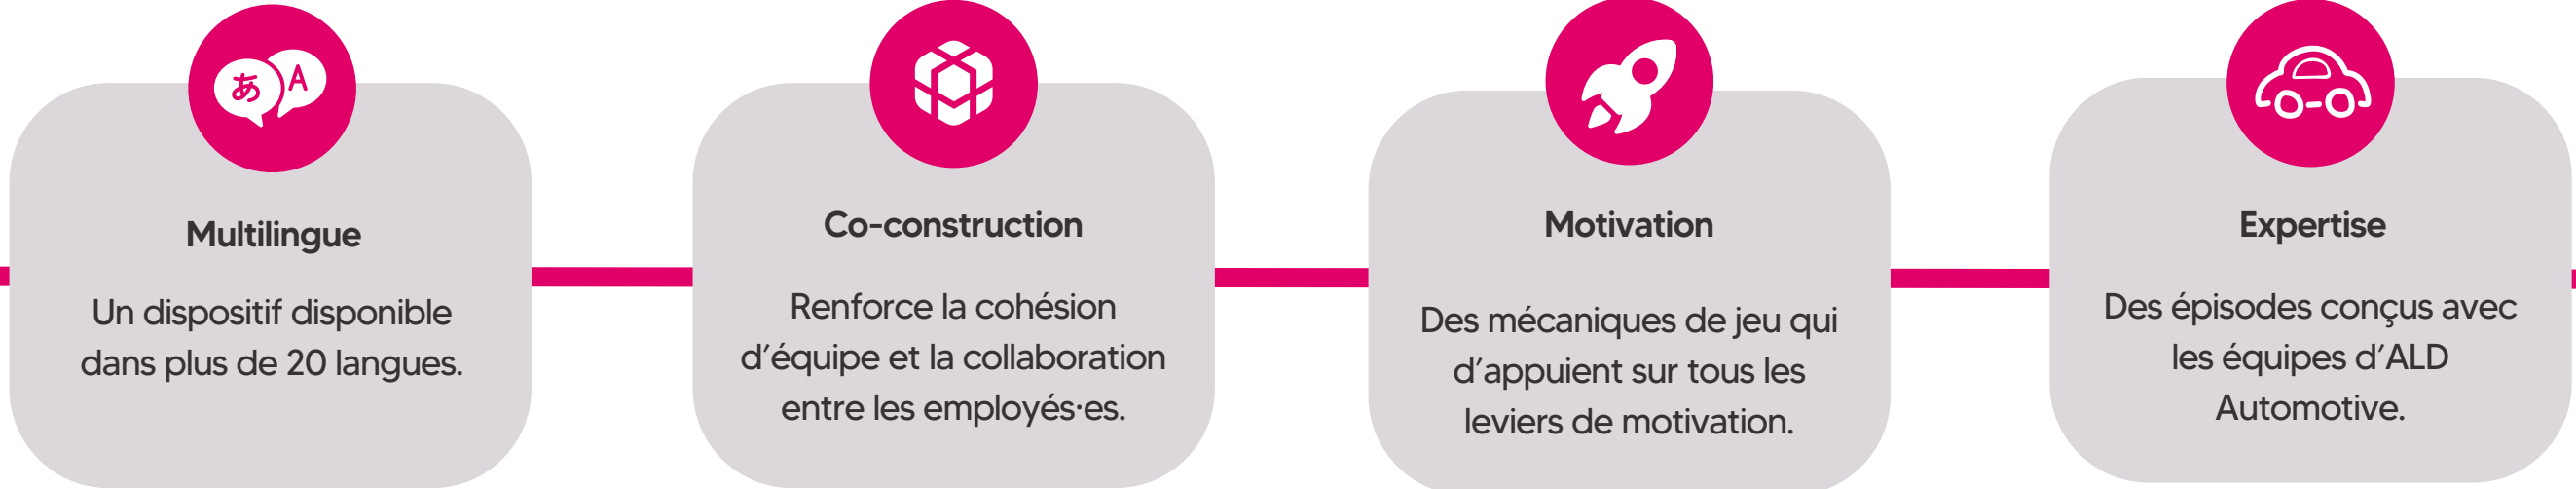 あ A
Multilingue
Un dispositif disponible
dans plus de 20 langues.
Co-construction
Renforce la cohésion
d'équipe et la collaboration
entre les employés·es.
Motivation
Des mécaniques de jeu qui
d'appuient sur tous les
leviers de motivation.
Expertise
Des épisodes conçus avec
les équipes d'ALD
Automotive.